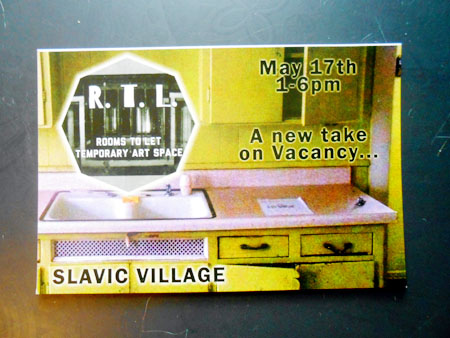 R. T. L.
ROOMS TO LET
TEMPORARY ART SPACE
May 17th
1-6pm
A new take
on Vacancy...
SLAVIC VILLAGE